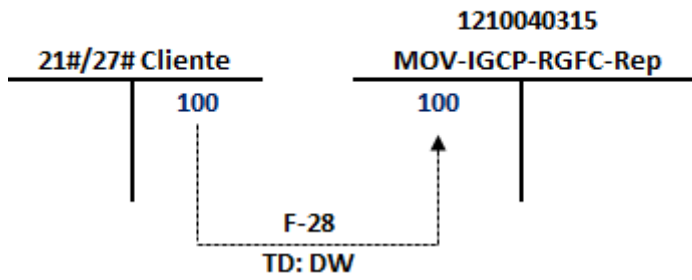 1210040315
21#/27# Cliente
MOV-IGCP-RGFC-Rep
100
100
F-28
TD: DW